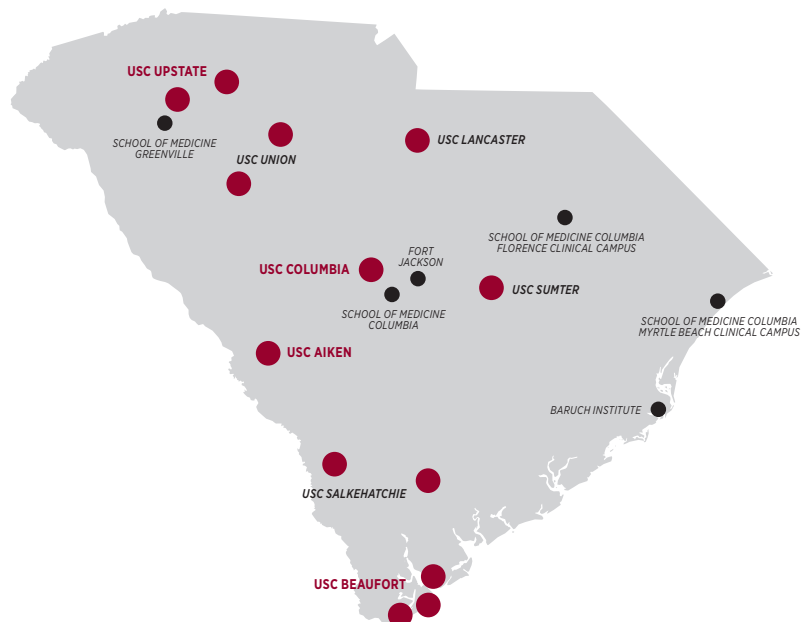 USC UPSTATE
SCHOOL OF MEDICINE
GREENVILLE
USC UNION
USC LANCASTER
SCHOOL OF MEDICINE COLUMBIA
FLORENCE CLINICAL CAMPUS
FORT
JACKSON
USC COLUMBIA
USC SUMTER
SCHOOL OF MEDICINE
COLUMBIA
SCHOOL OF MEDICINE COLUMBIA
MYRTLE BEACH CLINICAL CAMPUS
USC AIKEN
BARUCH INSTITUTE
USC SALKEHATCHIE
USC BEAUFORT